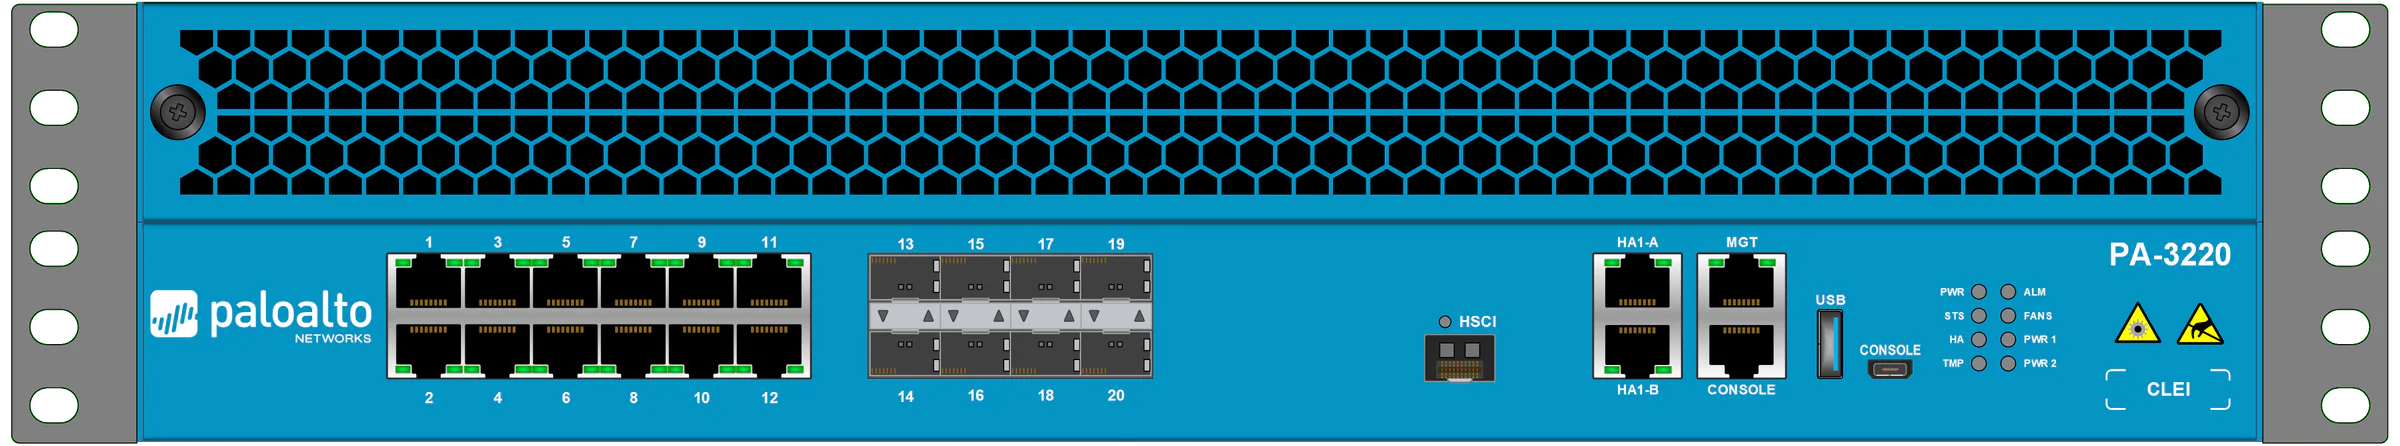 1 3 5 7 9 11
13 15 17 19
HA1-A MGT
PA-3220
paloalto
NETWORKS
HSCI
USB
CONSOLE
PWR ALM
STS FANS
HA PWR 1
TMP PWR 2
2 4 6 8 10 12
14 16 18 20
HA1-B CONSOLE
CLEI